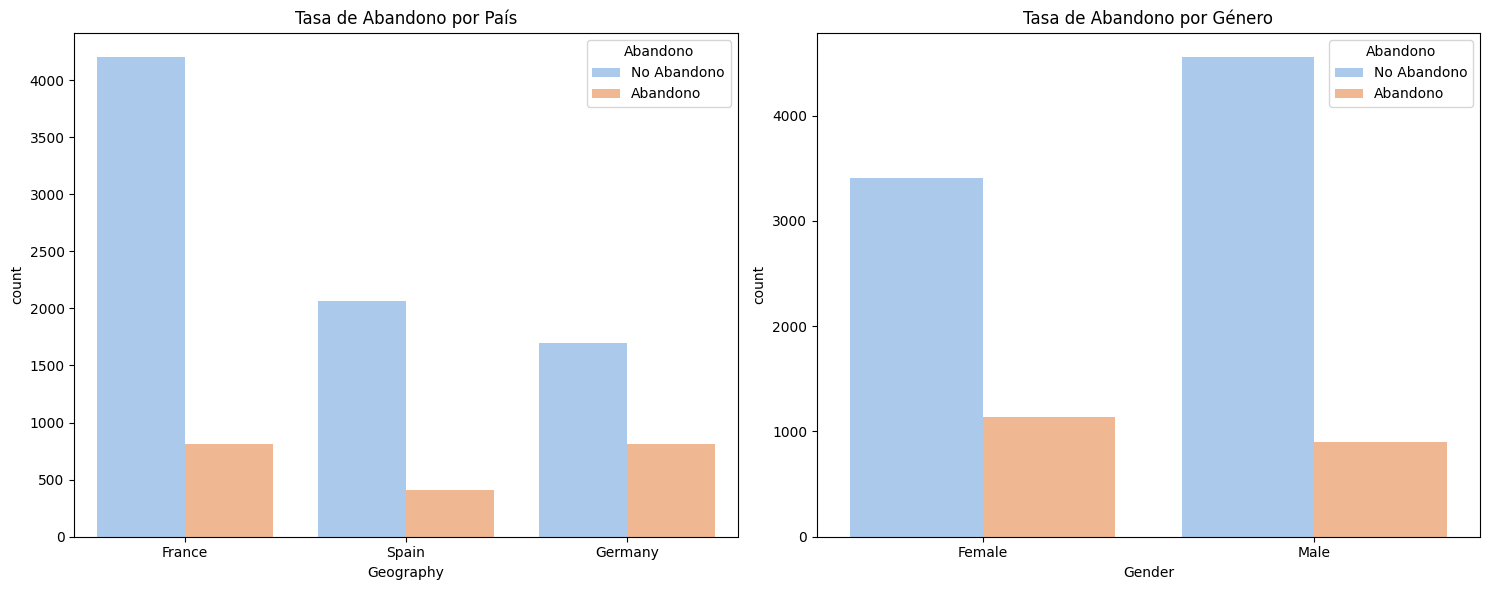 Tasa de Abandono por País
Abandono
No Abandono
Abandono
4000
3500
3000
2500
2000
1500
1000
500
0
count
France
Spain
Germany
Geography
Tasa de Abandono por Género
Abandono
No Abandono
Abandono
4000
3000
2000
1000
0
count
Female
Male
Gender